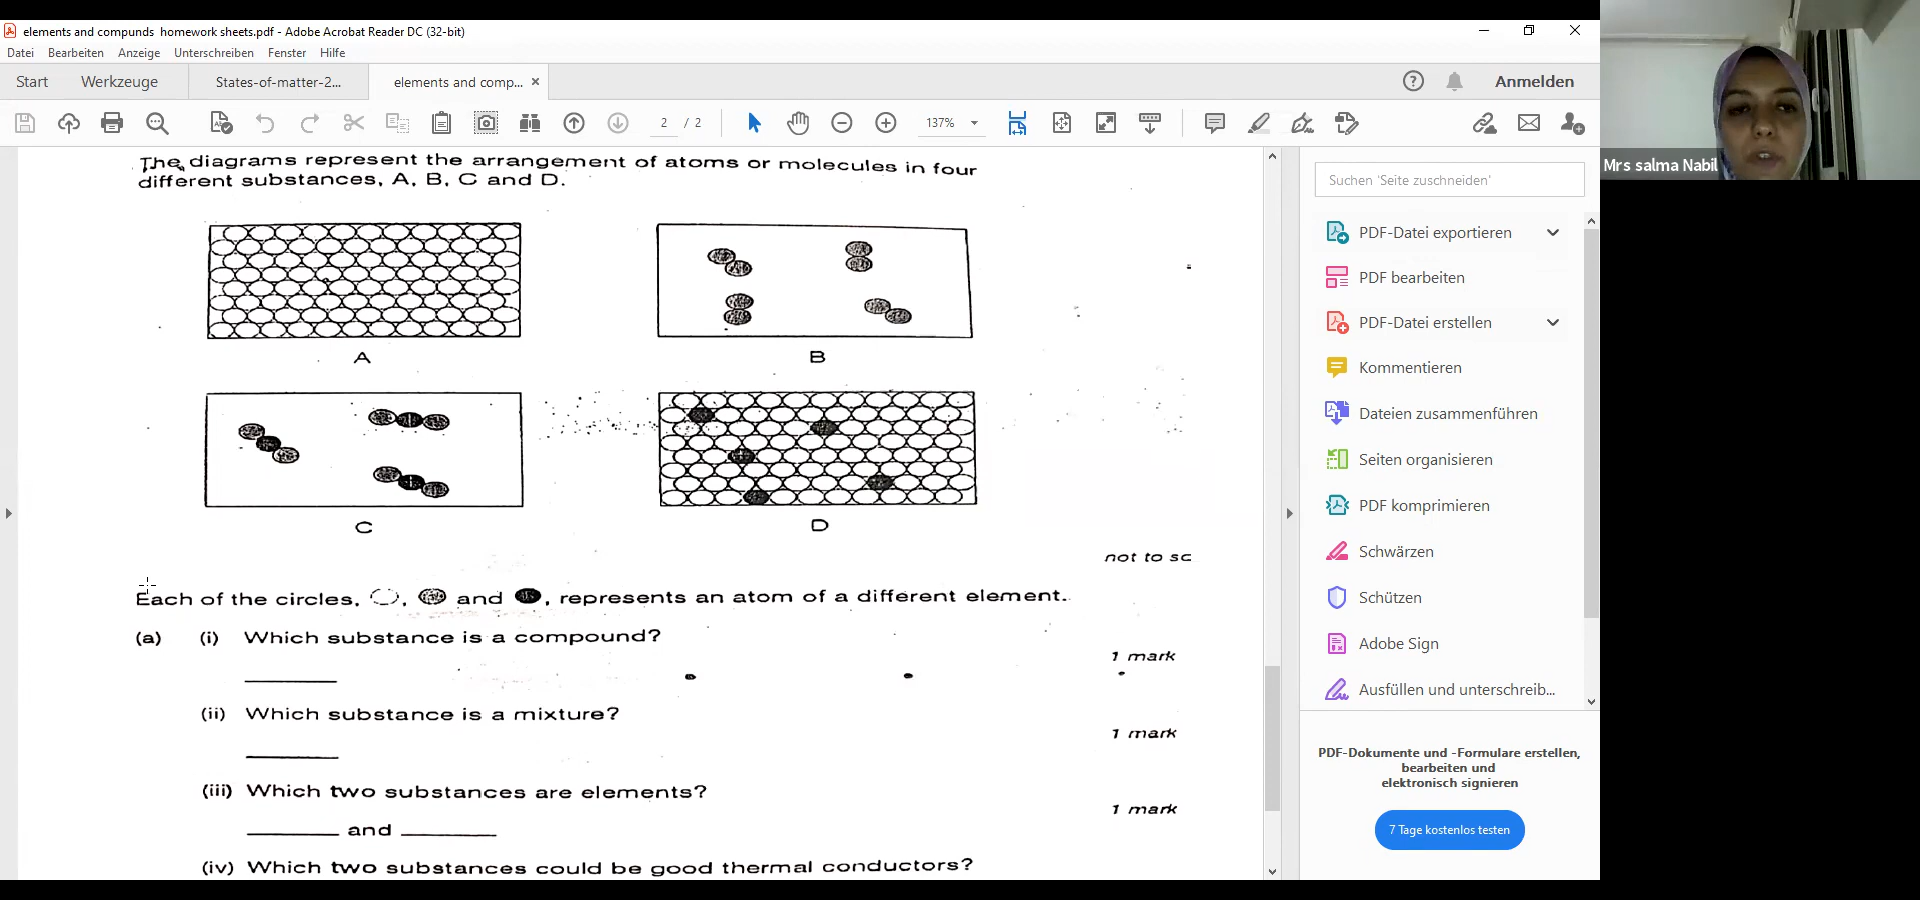 elements and compunds  homework sheets.pdf - Adobe Acrobat Reader DC (32-bit)
Datei Bearbeiten Anzeige Unterschreiben Fenster Hilfe
Start Werkzeuge States-of-matter-2... elements and comp... Anmelden
2 / 2 137%
The diagrams represent the arrangement of atoms or molecules in four
different substances, A, B, C and D.
A
B
C
D
not to sc
Each of the circles, , and , represents an atom of a different element.
(a) (i) Which substance is a compound?
1 mark
(ii) Which substance is a mixture?
1 mark
(iii) Which two substances are elements?
1 mark
and
(iv) Which two substances could be good thermal conductors?
Suchen 'Seite zuschneiden'
PDF-Datei exportieren
PDF bearbeiten
PDF-Datei erstellen
Kommentieren
Dateien zusammenführen
Seiten organisieren
PDF komprimieren
Schwärzen
Schützen
Adobe Sign
Ausfüllen und unterschreib...
PDF-Dokumente und -Formulare erstellen,
bearbeiten und
elektronisch signieren
7 Tage kostenlos testen
Mrs salma Nabil